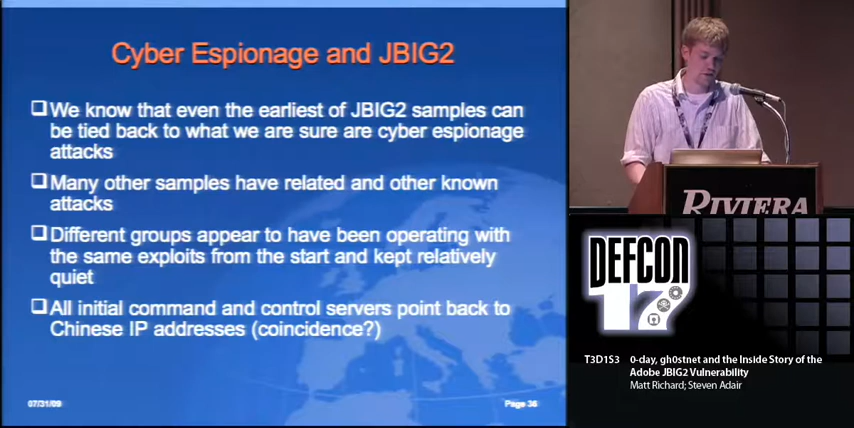 Cyber Espionage and JBIG2
We know that even the earliest of JBIG2 samples can
be tied back to what we are sure are cyber espionage
attacks
Many other samples have related and other known
attacks
Different groups appear to have been operating with
the same exploits from the start and kept relatively
quiet
All initial command and control servers point back to
Chinese IP addresses (coincidence?)
07/31/09
Page 36
RIVIERA
DEFCON
17
T3D1S3 0-day, gh0stnet and the Inside Story of the
Adobe JBIG2 Vulnerability
Matt Richard; Steven Adair